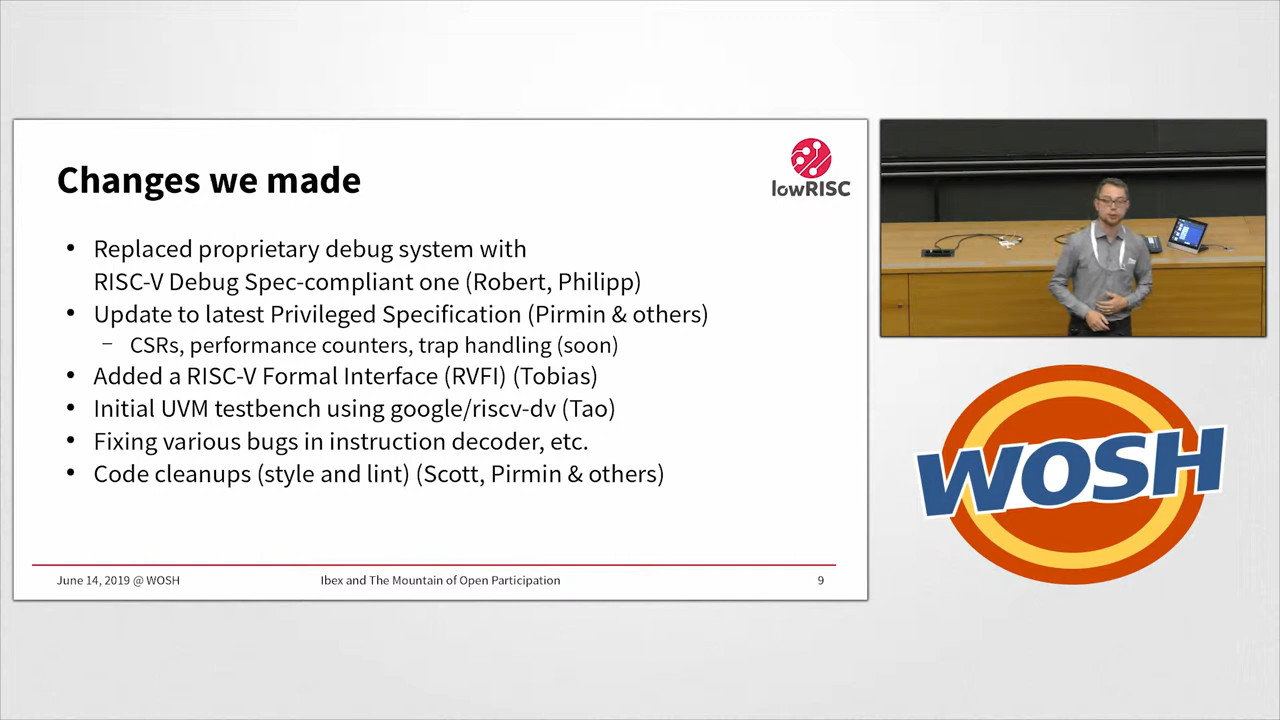 Changes we made
lowRISC
• Replaced proprietary debug system with
RISC-V Debug Spec-compliant one (Robert, Philipp)
• Update to latest Privileged Specification (Pirmin & others)
– CSRs, performance counters, trap handling (soon)
• Added a RISC-V Formal Interface (RVFI) (Tobias)
• Initial UVM testbench using google/riscv-dv (Tao)
• Fixing various bugs in instruction decoder, etc.
• Code cleanups (style and lint) (Scott, Pirmin & others)
June 14, 2019 @ WOSH
Ibex and The Mountain of Open Participation
9
WOSH